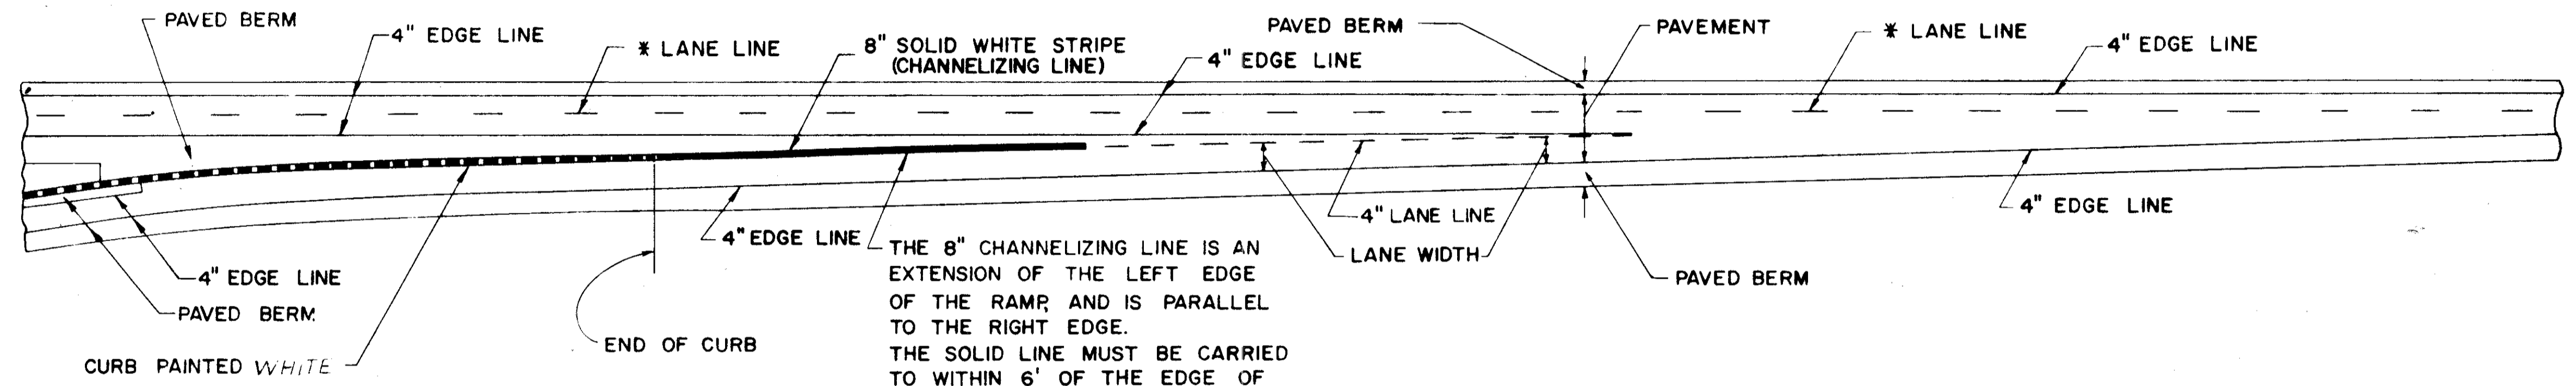 PAVED BERM
4" EDGE LINE
* LANE LINE
8" SOLID WHITE STRIPE
(CHANNELIZING LINE)
4" EDGE LINE
PAVED BERM
PAVEMENT
* LANE LINE
4" EDGE LINE
4" EDGE LINE
PAVED BERM
CURB PAINTED WHITE
END OF CURB
4" EDGE LINE
THE 8" CHANNELIZING LINE IS AN
EXTENSION OF THE LEFT EDGE
OF THE RAMP, AND IS PARALLEL
TO THE RIGHT EDGE.
THE SOLID LINE MUST BE CARRIED
TO WITHIN 6' OF THE EDGE OF
4" LANE LINE
LANE WIDTH
PAVED BERM
4" EDGE LINE